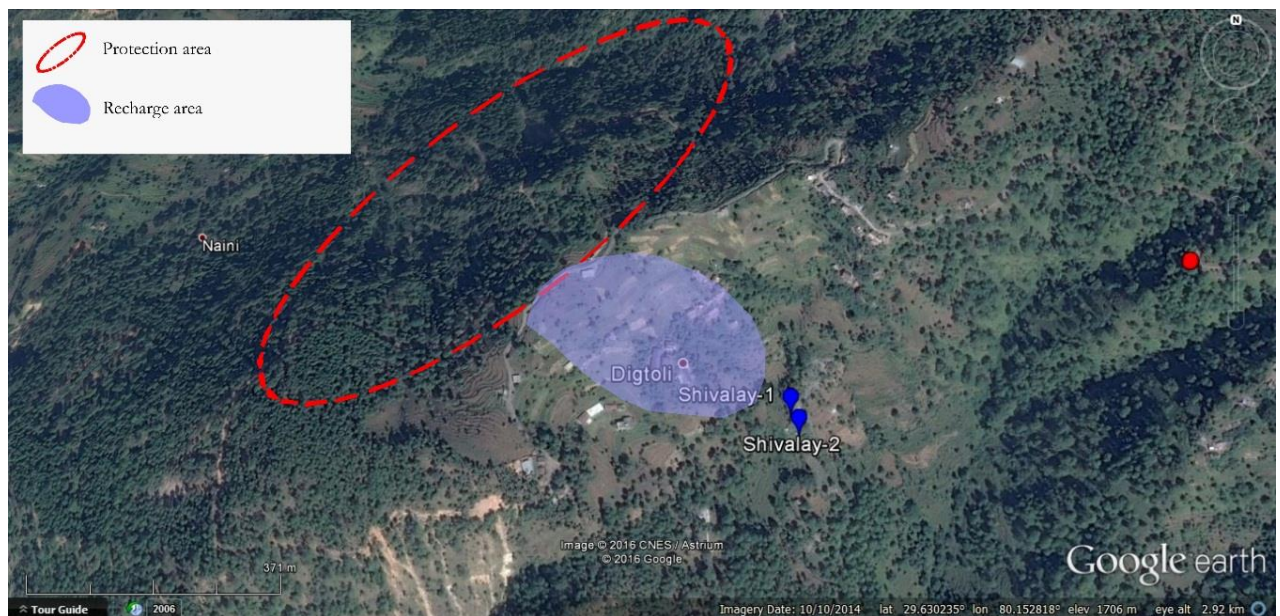 Protection area
Recharge area
N
Naini
Digtoli
Shivalay-1
Shivalay-2
Image © 2016 CNES / Astrium
© 2016 Google
Google earth
371 m
Tour Guide
2006
Imagery Date: 10/10/2014 lat 29.630235° lon 80.152818° elev 1706 m eye alt 2.92 km